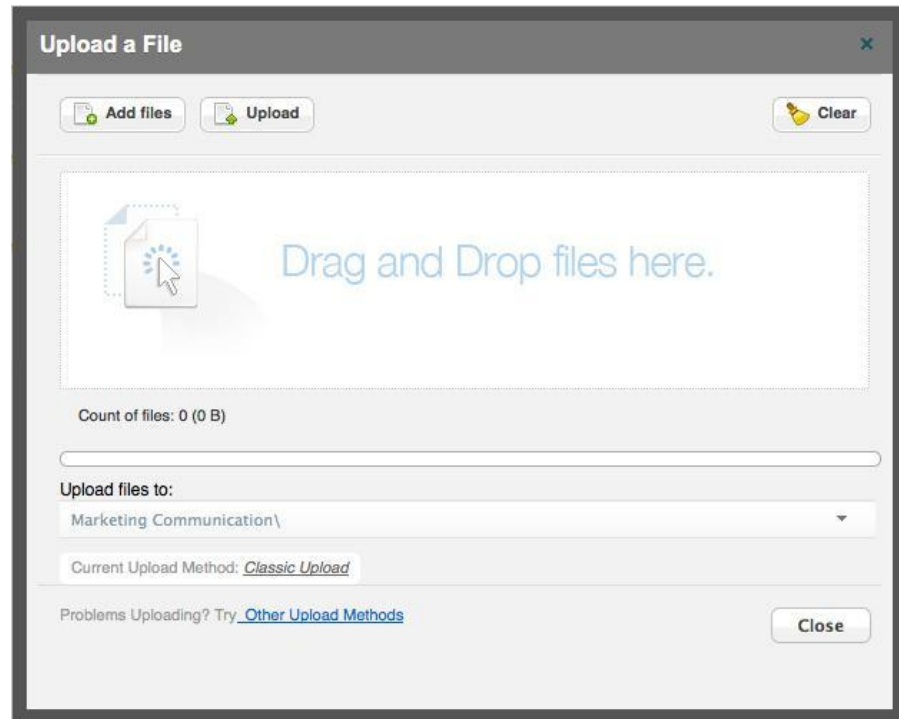 Upload a File
Add files
Upload
Clear
Drag and Drop files here.
Count of files: 0 (0 B)
Upload files to:
Marketing Communication\
Current Upload Method: Classic Upload
Problems Uploading? Try Other Upload Methods
Close